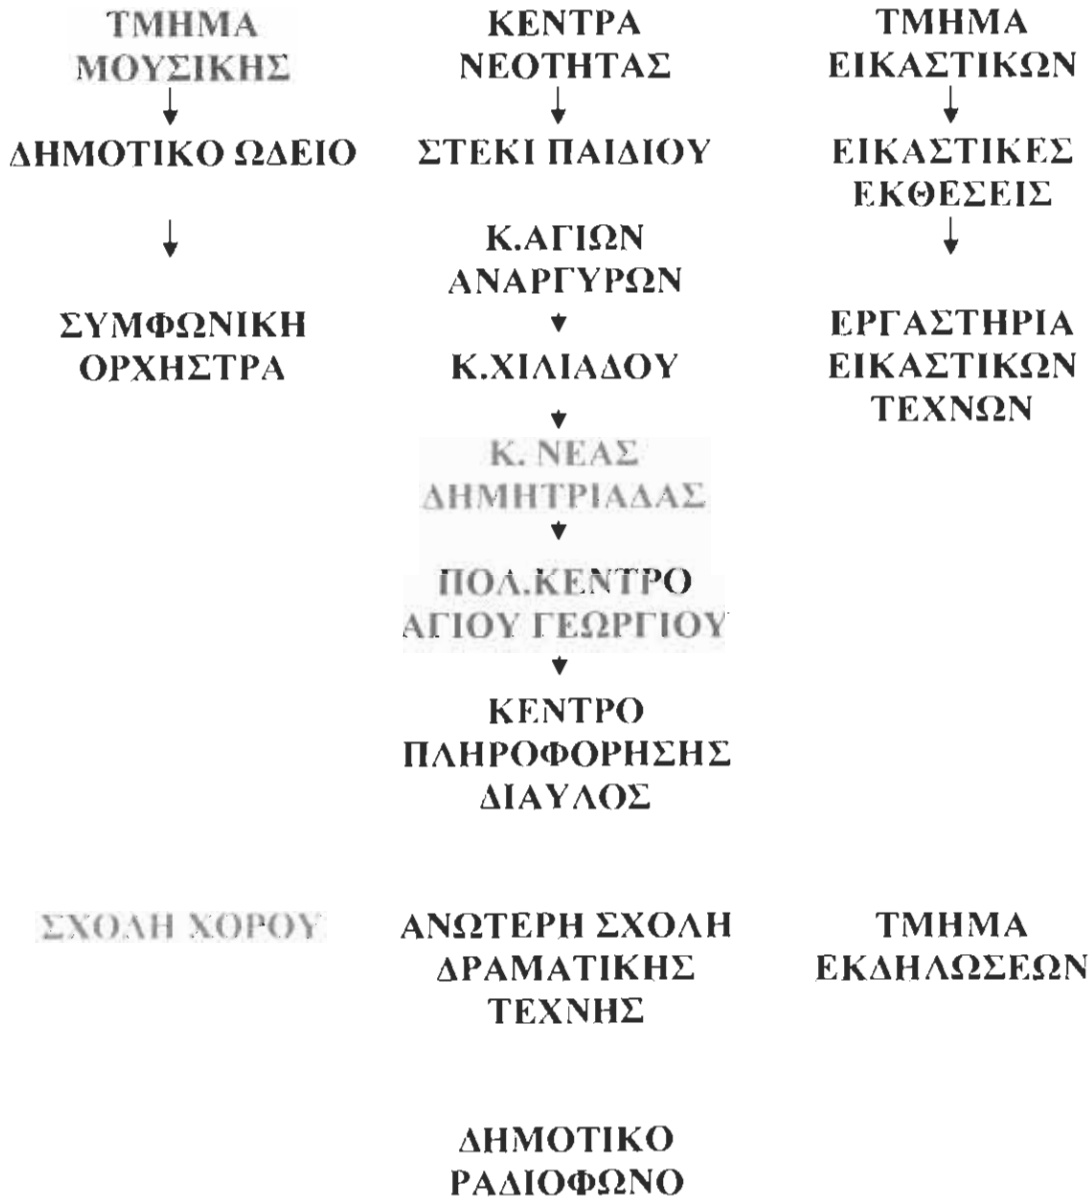 ΤΜΗΜΑ
ΜΟΥΣΙΚΗΣ
ΔΗΜΟΤΙΚΟ ΩΔΕΙΟ
ΣΥΜΦΩΝΙΚΗ
ΟΡΧΗΣΤΡΑ
ΚΕΝΤΡΑ
ΝΕΟΤΗΤΑΣ
ΣΤΕΚΙ ΠΑΙΔΙΟΥ
Κ.ΑΓΙΩΝ
ΑΝΑΡΓΥΡΩΝ
Κ.ΧΙΛΙΑΔΟΥ
Κ. ΝΕΑΣ
ΔΗΜΗΤΡΙΑΔΑΣ
ΠΟΛ.ΚΕΝΤΡΟ
ΑΓΙΟΥ ΓΕΩΡΓΙΟΥ
ΚΕΝΤΡΟ
ΠΛΗΡΟΦΟΡΗΣΗΣ
ΔΙΑΥΛΟΣ
ΤΜΗΜΑ
ΕΙΚΑΣΤΙΚΩΝ
ΕΙΚΑΣΤΙΚΕΣ
ΕΚΘΕΣΕΙΣ
ΕΡΓΑΣΤΗΡΙΑ
ΕΙΚΑΣΤΙΚΩΝ
ΤΕΧΝΩΝ
ΣΧΟΛΗ ΧΟΡΟΥ
ΑΝΩΤΕΡΗ ΣΧΟΛΗ
ΔΡΑΜΑΤΙΚΗΣ
ΤΕΧΝΗΣ
ΤΜΗΜΑ
ΕΚΔΗΛΩΣΕΩΝ
ΔΗΜΟΤΙΚΟ
ΡΑΔΙΟΦΩΝΟ